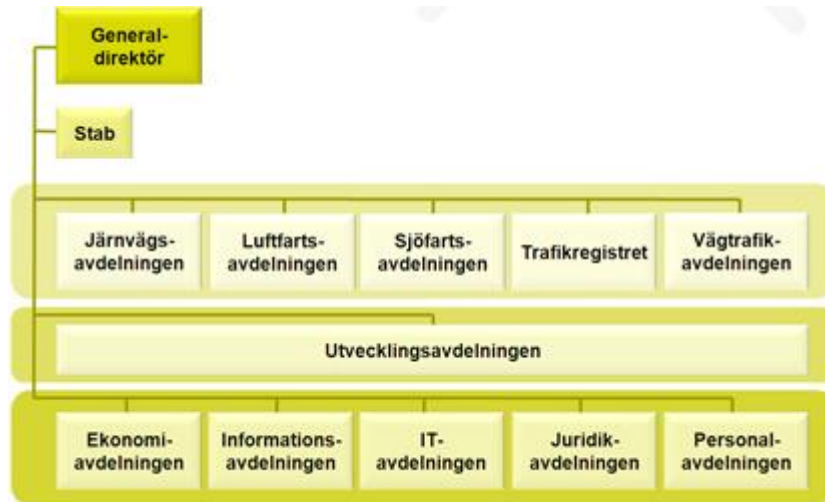 General-
direktör
Stab
Järnvägs-
avdelningen
Luftfarts-
avdelningen
Sjöfarts-
avdelningen
Trafikregistret
Vägtrafik-
avdelningen
Utvecklingsavdelningen
Ekonomi-
avdelningen
Informations-
avdelningen
IT-
avdelningen
Juridik-
avdelningen
Personal-
avdelningen